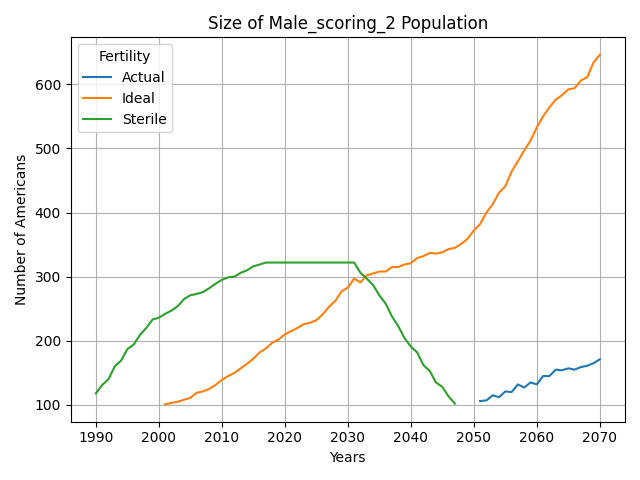 Size of Male_scoring_2 Population
Fertility
Actual
Ideal
Sterile
Number of Americans
600
500
400
300
200
100
1990 2000 2010 2020 2030 2040 2050 2060 2070
Years